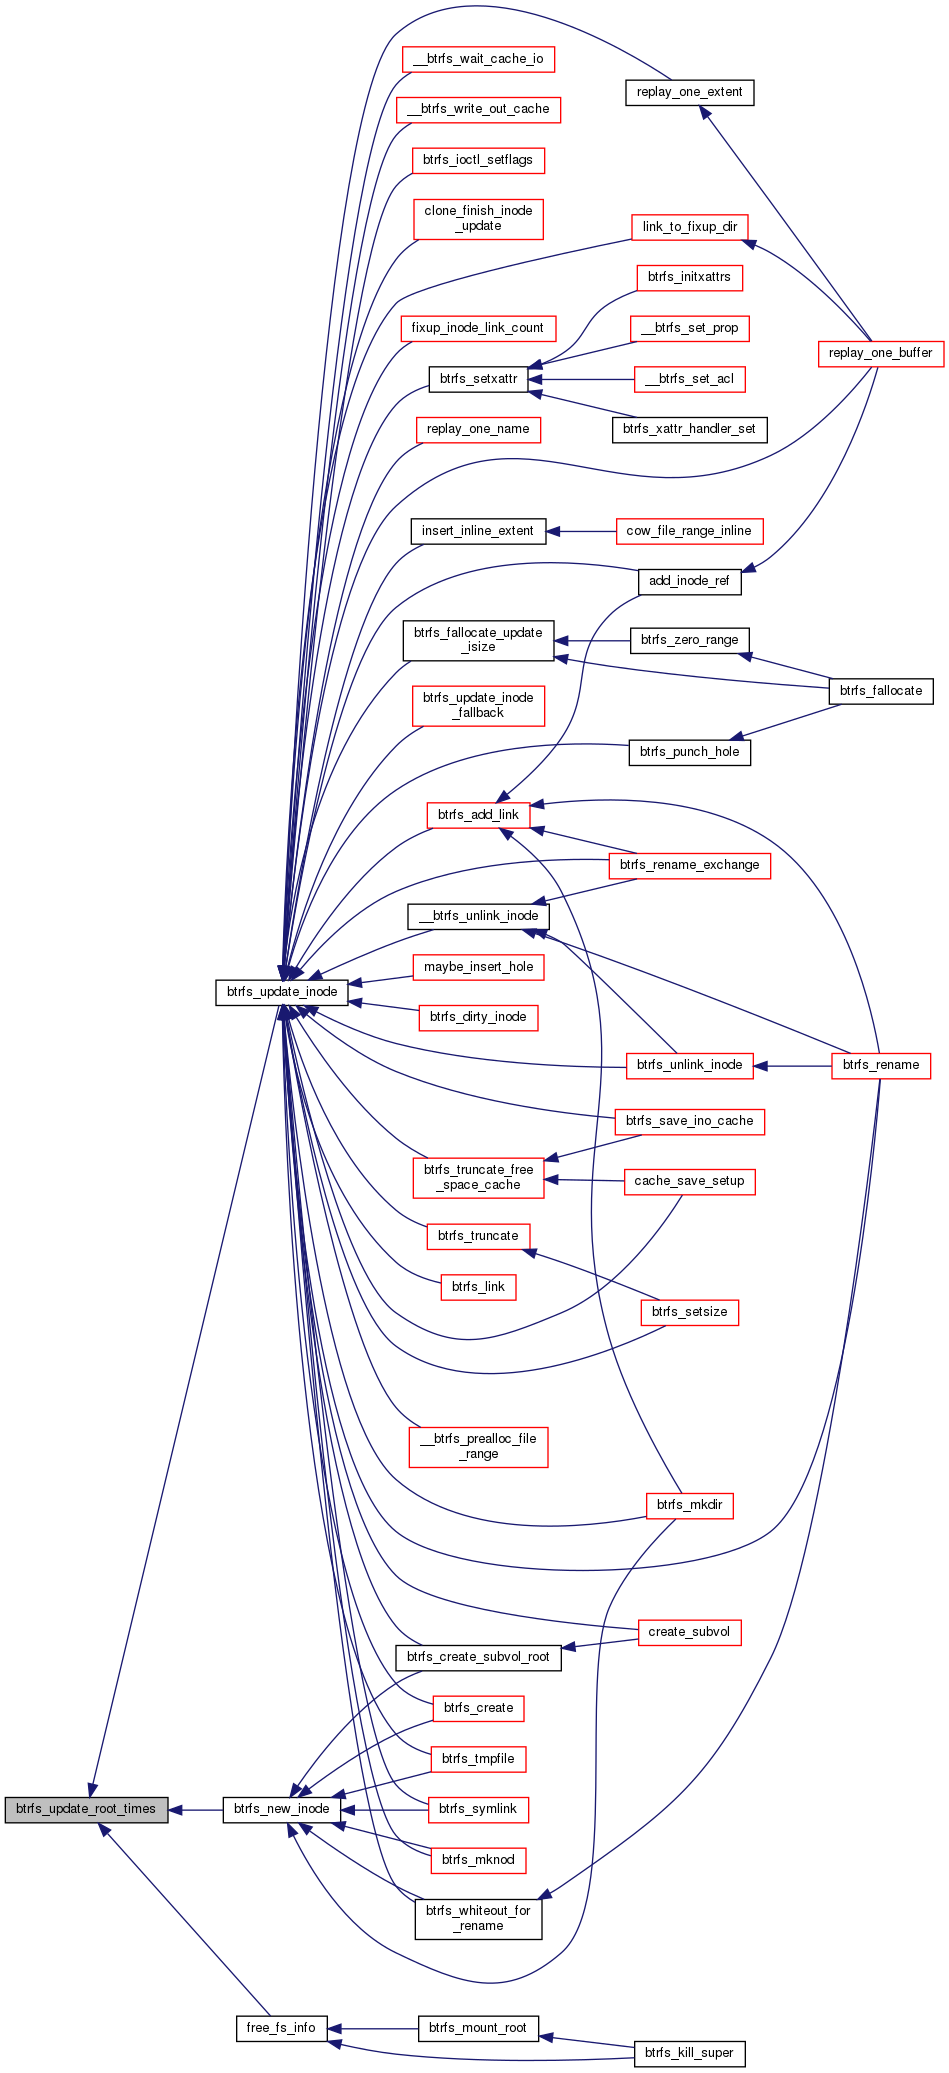 __btrfs_wait_cache_io
replay_one_extent
__btrfs_write_out_cache
btrfs_ioctl_setflags
clone_finish_inode
_update
link_to_fixup_dir
btrfs_initxattrs
fixup_inode_link_count
__btrfs_set_prop
replay_one_buffer
btrfs_setxattr
__btrfs_set_acl
replay_one_name
btrfs_xattr_handler_set
insert_inline_extent
cow_file_range_inline
add_inode_ref
btrfs_fallocate_update
_isize
btrfs_zero_range
btrfs_fallocate
btrfs_update_inode
_fallback
btrfs_punch_hole
btrfs_add_link
btrfs_rename_exchange
__btrfs_unlink_inode
maybe_insert_hole
btrfs_update_inode
btrfs_dirty_inode
btrfs_unlink_inode
btrfs_rename
btrfs_save_ino_cache
btrfs_truncate_free
_space_cache
cache_save_setup
btrfs_truncate
btrfs_link
btrfs_setsize
__btrfs_prealloc_file
_range
btrfs_mkdir
create_subvol
btrfs_create_subvol_root
btrfs_create
btrfs_tmpfile
btrfs_update_root_times
btrfs_new_inode
btrfs_symlink
btrfs_mknod
btrfs_whiteout_for
_rename
free_fs_info
btrfs_mount_root
btrfs_kill_super